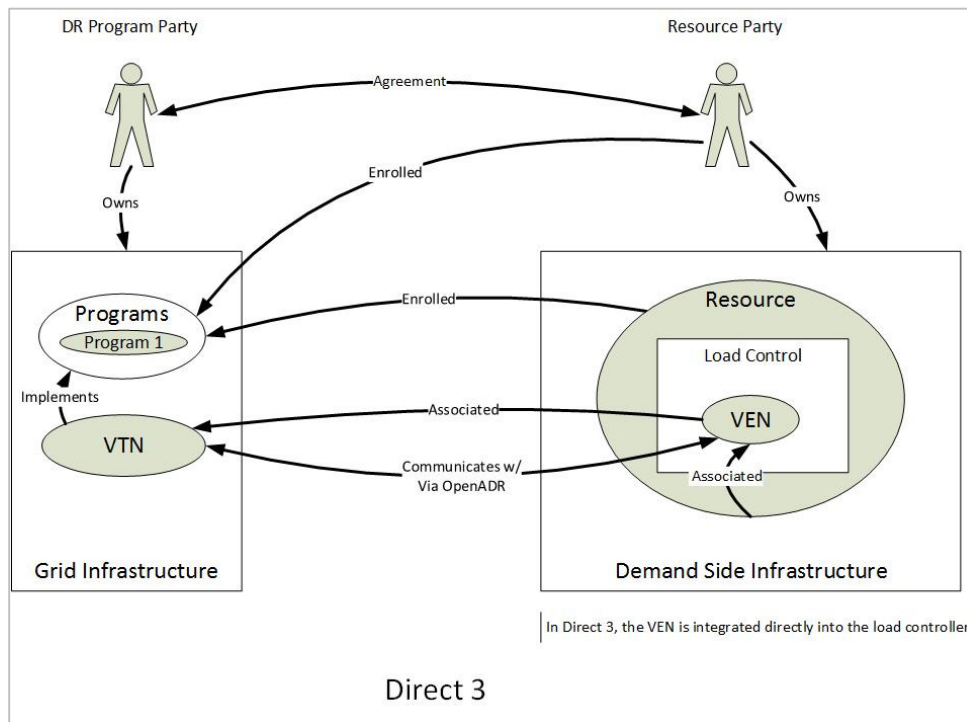 DR Program Party
Resource Party
Agreement
Enrolled
Owns
Owns
Programs
Program 1
Enrolled
Resource
Load Control
Implements
Associated
VEN
VTN
Communicates w/
Via OpenADR
Associated
Grid Infrastructure
Demand Side Infrastructure
In Direct 3, the VEN is integrated directly into the load controller
Direct 3